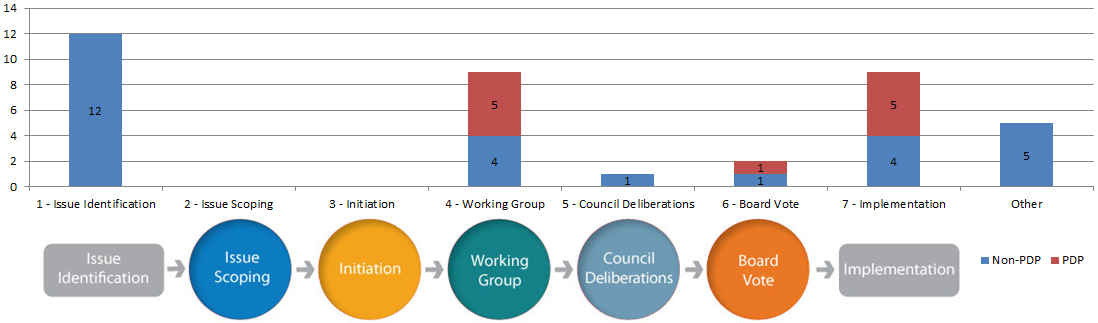 14
12
10
8
6
4
2
0
12
5
4
1
1
1
5
4
5
1 - Issue Identification 2 - Issue Scoping 3 - Initiation 4 - Working Group 5 - Council Deliberations 6 - Board Vote 7 - Implementation Other
Issue
Identification
Issue
Scoping
Initiation
Working
Group
Council
Deliberations
Board
Vote
Implementation
Non-PDP PDP